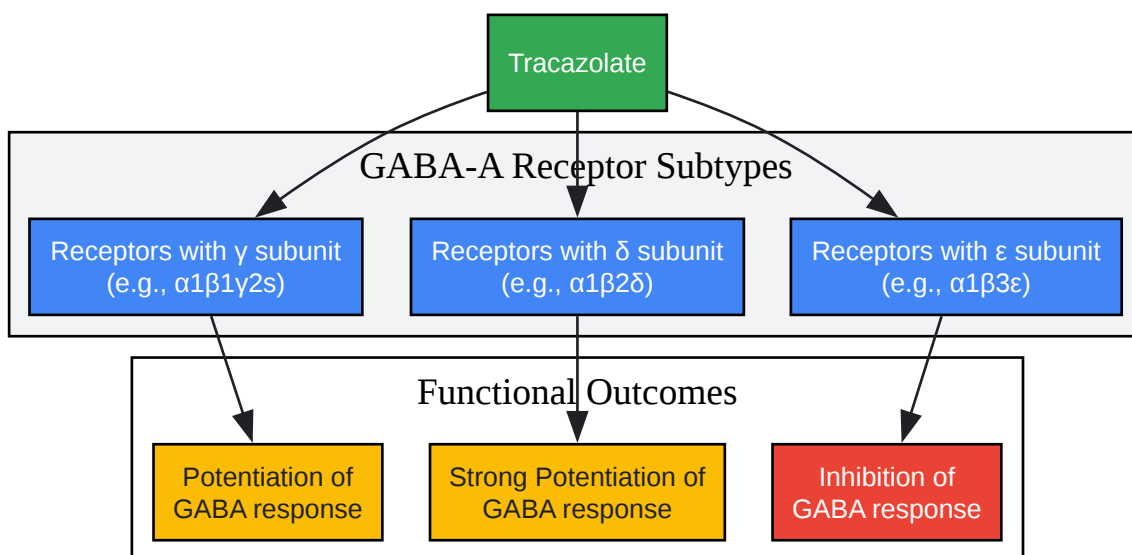 Tracazolate
GABA-A Receptor Subtypes
Receptors with γ subunit
(e.g., α1β1γ2s)
Receptors with δ subunit
(e.g., α1β2δ)
Receptors with ε subunit
(e.g., α1β3ε)
Functional Outcomes
Potentiation of
GABA response
Strong Potentiation of
GABA response
Inhibition of
GABA response